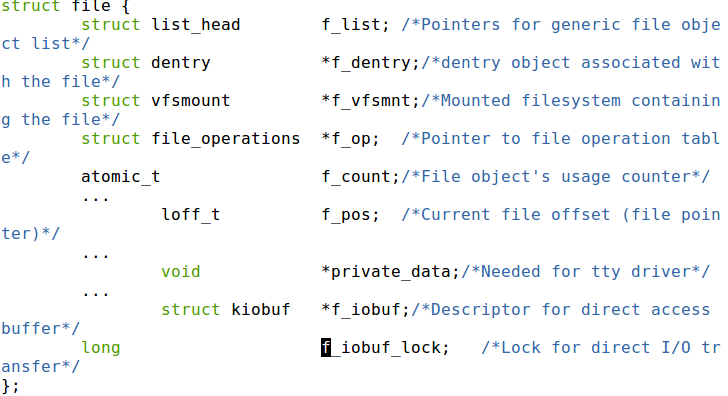 struct file {
        struct list_head        f_list; /*Pointers for generic file obje
ct list*/
        struct dentry           *f_dentry;/*dentry object associated wit
h the file*/
        struct vfsmount         *f_vfsmnt;/*Mounted filesystem containin
g the file*/
        struct file_operations  *f_op;  /*Pointer to file operation tabl
e*/
        atomic_t                f_count;/*File object's usage counter*/
        ...
                loff_t          f_pos;  /*Current file offset (file poin
ter)*/
        ...
                void            *private_data;/*Needed for tty driver*/
        ...
                struct kiobuf   *f_iobuf;/*Descriptor for direct access 
buffer*/
        long                    f_iobuf_lock;   /*Lock for direct I/O tr
ansfer*/
};